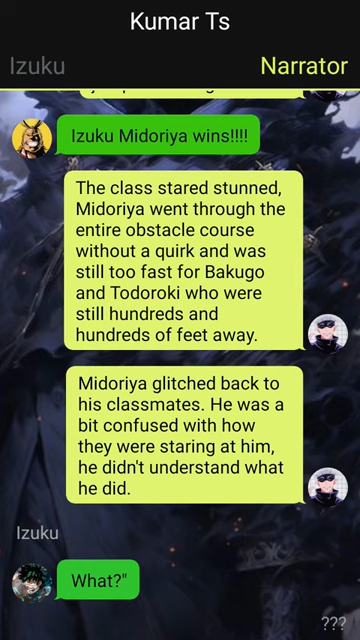 Kumar Ts
Izuku Narrator
Izuku Midoriya wins!!!!
The class stared stunned,
Midoriya went through the
entire obstacle course
without a quirk and was
still too fast for Bakugo
and Todoroki who were
still hundreds and
hundreds of feet away.
Midoriya glitched back to
his classmates. He was a
bit confused with how
they were staring at him,
he didn't understand what
he did.
Izuku
What?"
???